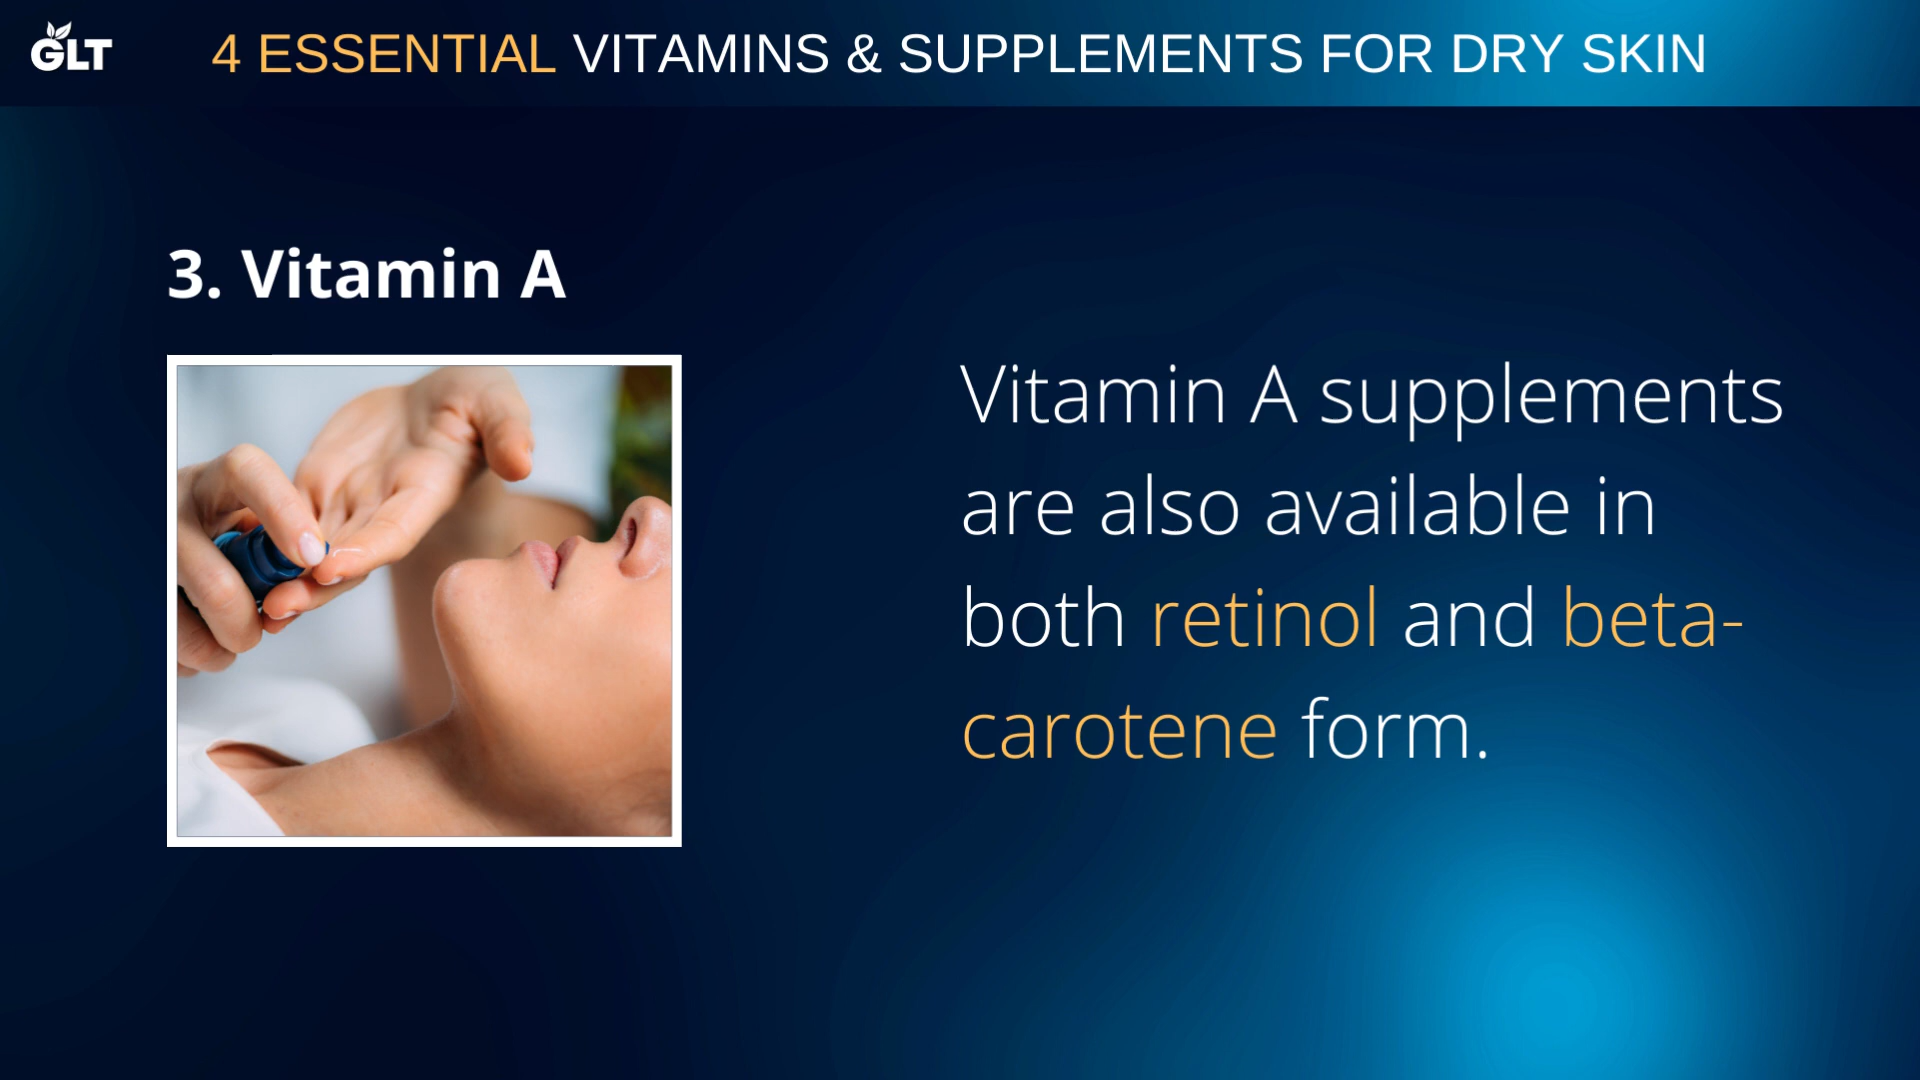 GLT
4 ESSENTIAL VITAMINS & SUPPLEMENTS FOR DRY SKIN
3. Vitamin A
Vitamin A supplements
are also available in
both retinol and beta-
carotene form.